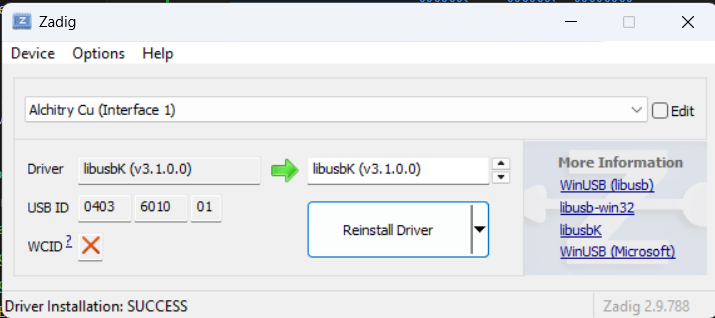 Zadig
Device Options Help
Alchitry Cu (Interface 1) Edit
Driver libusbK (v3.1.0.0) libusbK (v3.1.0.0)
USB ID 0403 6010 01
WCID ?
Reinstall Driver
More Information
WinUSB (libusb)
libusb-win32
libusbK
WinUSB (Microsoft)
Driver Installation: SUCCESS Zadig 2.9.788